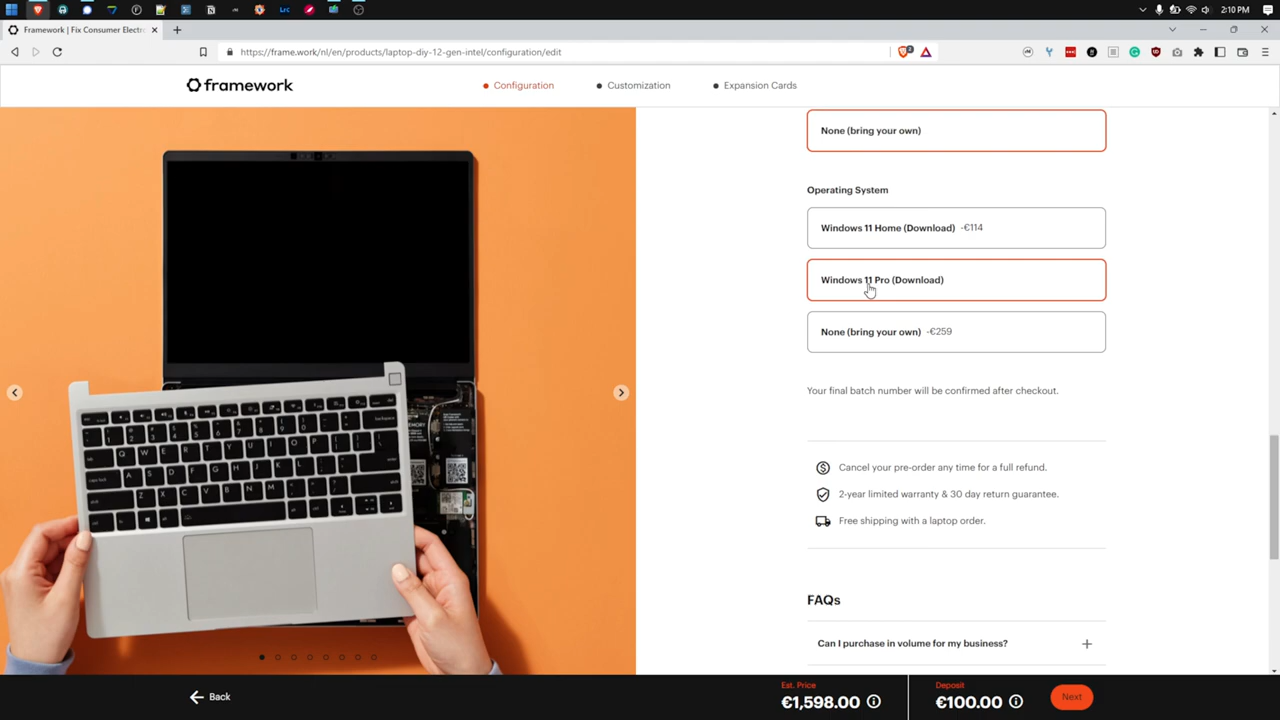 2:10 PM
Framework | Fix Consumer Electr
https://frame.work/nl/en/products/laptop-diy-12-gen-intel/configuration/edit
framework
Configuration
Customization
Expansion Cards
None (bring your own)
Operating System
Windows 11 Home (Download) -€114
Windows 11 Pro (Download)
None (bring your own) -€259
Your final batch number will be confirmed after checkout.
Cancel your pre-order any time for a full refund.
2-year limited warranty & 30 day return guarantee.
Free shipping with a laptop order.
FAQs
Can I purchase in volume for my business?
Back
Est. Price
€1,598.00
Deposit
€100.00
Next